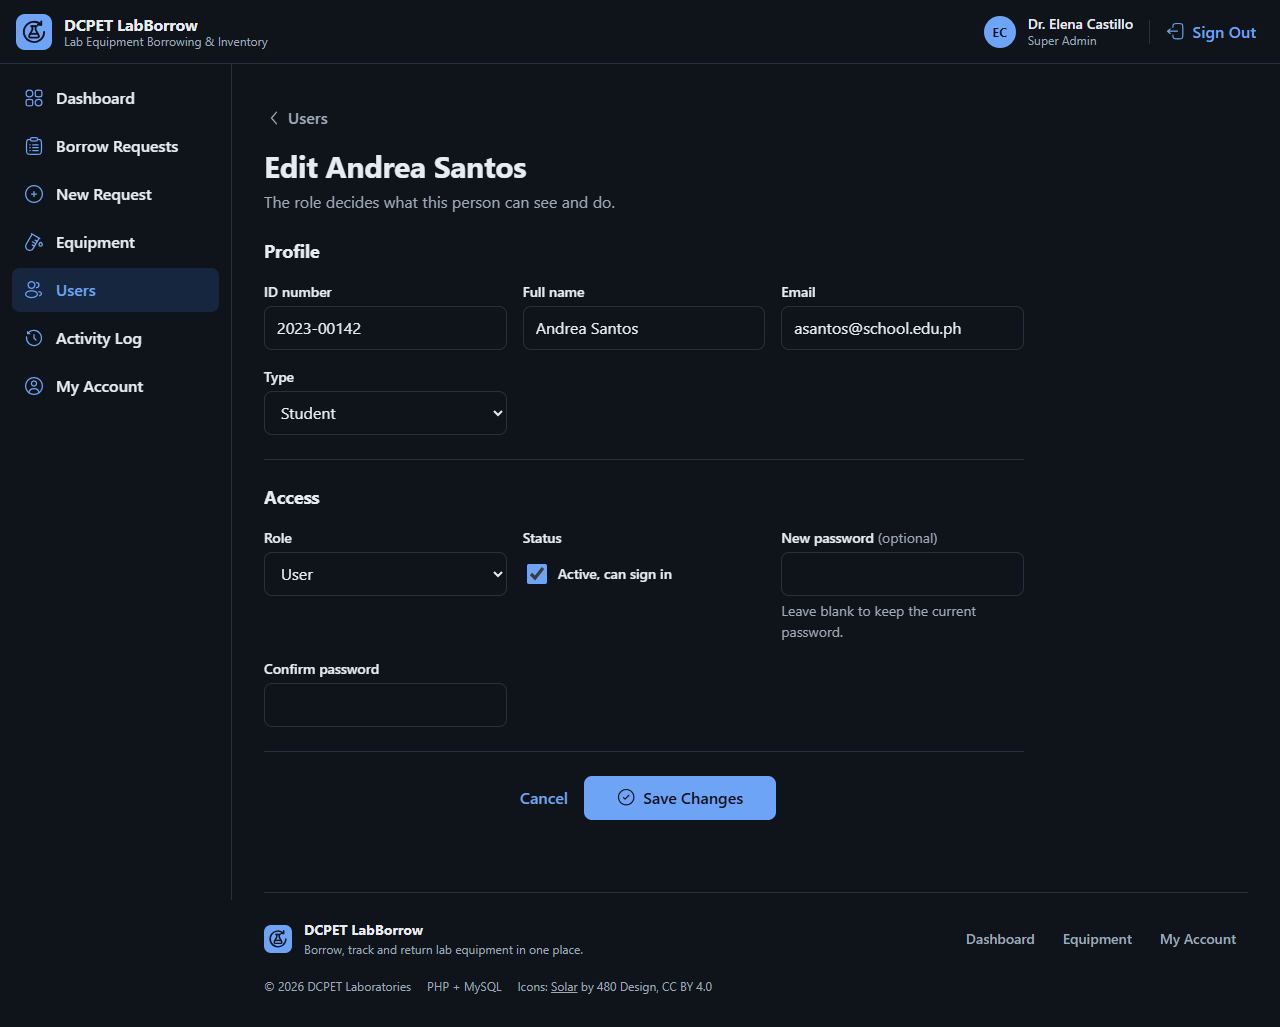 DCPET LabBorrow
Lab Equipment Borrowing & Inventory
EC
Dr. Elena Castillo
Super Admin
Sign Out
Dashboard
Borrow Requests
New Request
Equipment
Users
Activity Log
My Account
Users
Edit Andrea Santos
The role decides what this person can see and do.
Profile
ID number
Full name
Email
2023-00142
Andrea Santos
asantos@school.edu.ph
Type
Student
Access
Role
Status
New password (optional)
User
Active, can sign in
Leave blank to keep the current
password.
Confirm password
Cancel
Save Changes
DCPET LabBorrow
Borrow, track and return lab equipment in one place.
Dashboard
Equipment
My Account
© 2026 DCPET Laboratories
PHP + MySQL
Icons: Solar by 480 Design, CC BY 4.0